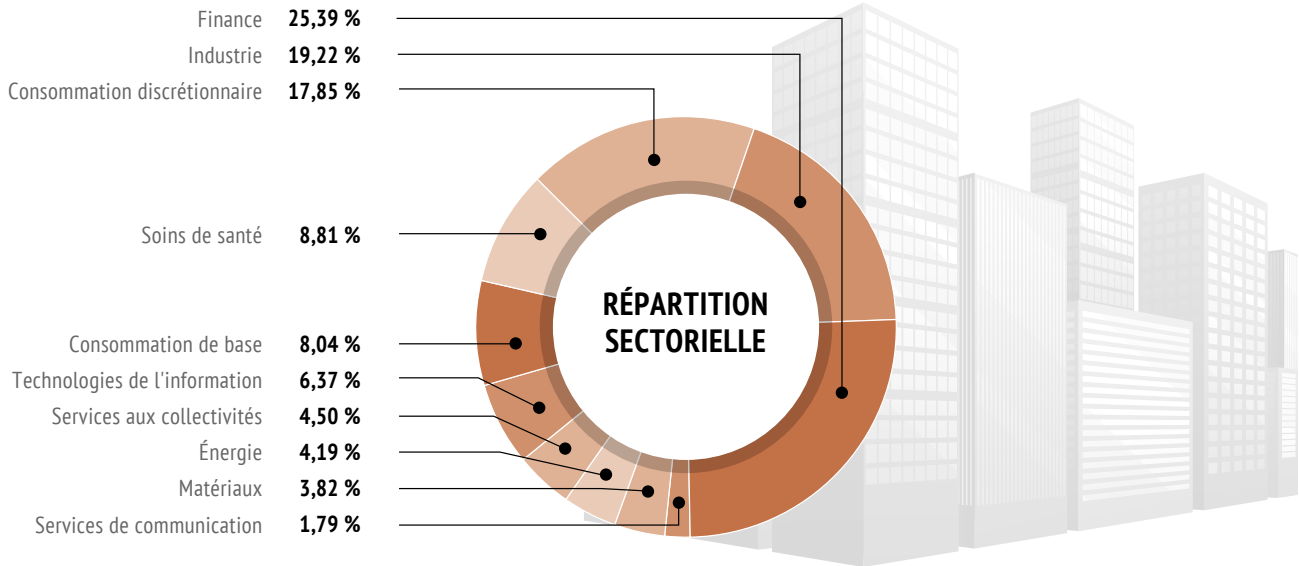 Finance 25,39 %
Industrie 19,22 %
Consommation discrétionnaire 17,85 %
Soins de santé 8,81 %
RÉPARTITION
SECTORIELLE
Consommation de base 8,04 %
Technologies de l'information 6,37 %
Services aux collectivités 4,50 %
Énergie 4,19 %
Matériaux 3,82 %
Services de communication 1,79 %